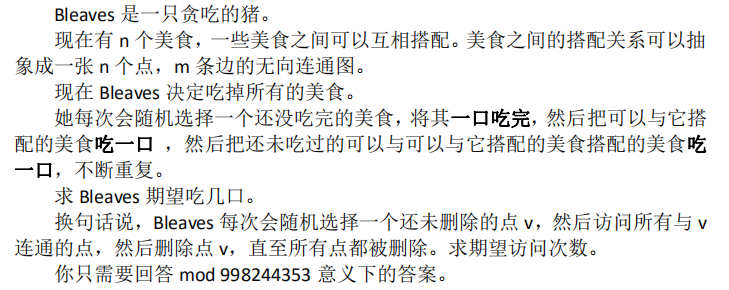 Bleaves 是一只贪吃的猪。
现在有 n 个美食，一些美食之间可以互相搭配。美食之间的搭配关系可以抽
象成一张 n 个点，m 条边的无向连通图。
现在 Bleaves 决定吃掉所有的美食。
她每次会随机选择一个还没吃完的美食，将其一口吃完，然后把可以与它搭
配的美食吃一口 ，然后把还未吃过的可以与可以与它搭配的美食搭配的美食吃
一口，不断重复。
求 Bleaves 期望吃几口。
换句话说，Bleaves 每次会随机选择一个还未删除的点 v，然后访问所有与 v
连通的点，然后删除点 v，直至所有点都被删除。求期望访问次数。
你只需要回答 mod 998244353 意义下的答案。